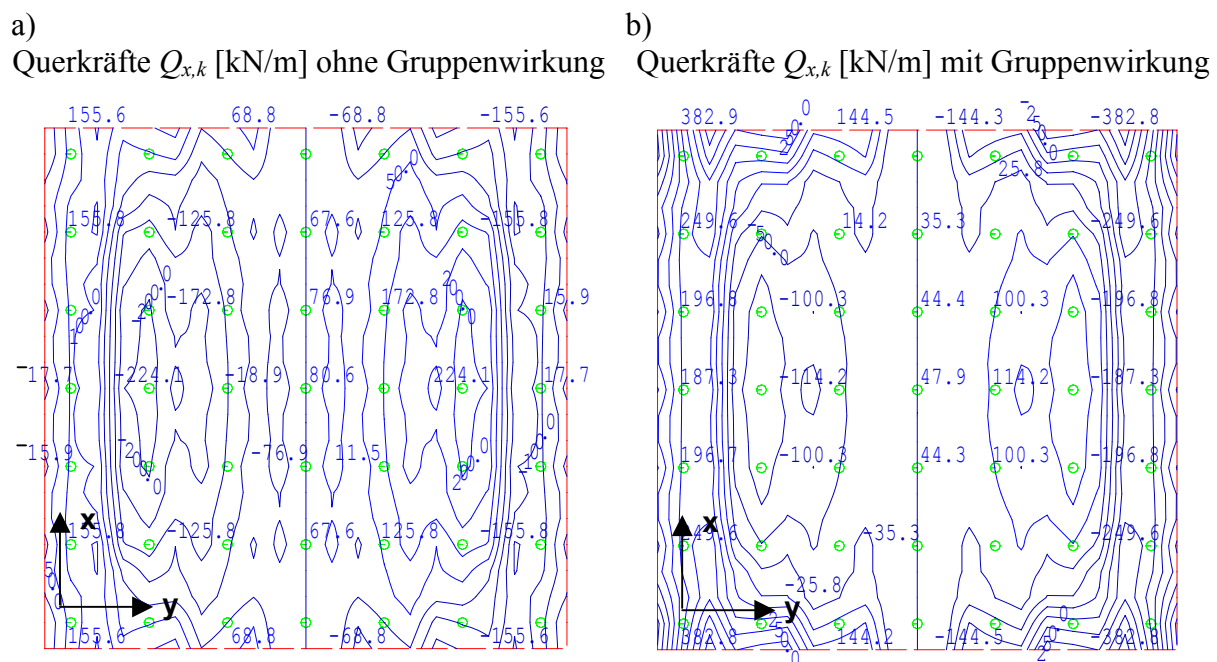 a)
b)
Querkräfte Qx,k [kN/m] ohne Gruppenwirkung
Querkräfte Qx,k [kN/m] mit Gruppenwirkung
155.6 68.8 -68.8 -155.6
382.9 144.5 -144.3 -382.8
25.8
155.8 -125.8 67.6 125.8 -155.8
249.6 14.2 35.3 -249.6
-172.8 76.9 172.8 15.9
196.8 -100.3 44.4 100.3 -196.8
-17.7 -224.1 -18.9 80.6 224.1 17.7
187.3 -114.2 47.9 114.2 -187.3
-15.9 -76.9 11.5
196.7 -100.3 44.3 100.3 -196.8
x
x
155.8 -125.8 67.6 125.8 -155.8
249.6 -35.3 -249.6
-25.8
y
y
155.6 68.8 -68.8 -155.6
382.8 144.2 -144.5 -382.8